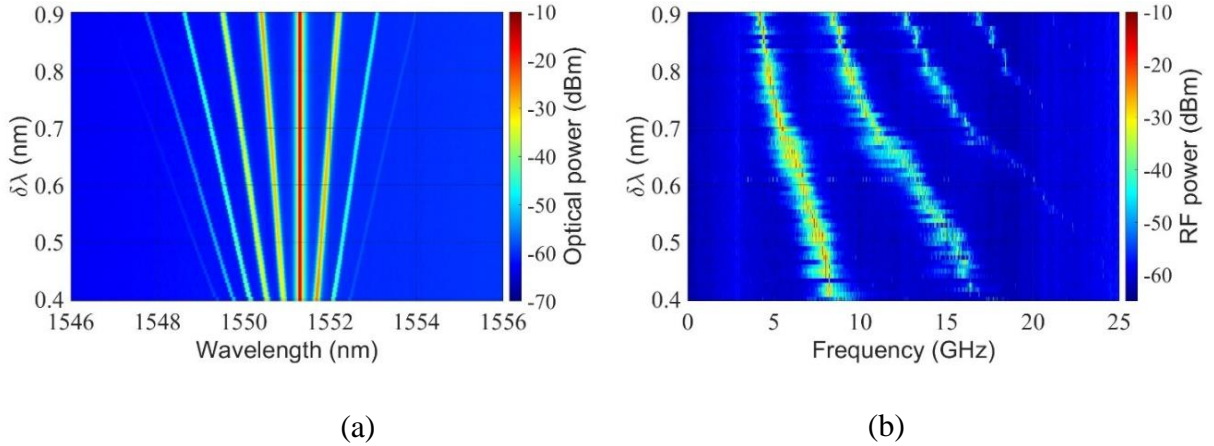 0.9
0.8
0.7
0.6
0.5
0.4
δλ (nm)
1546 1548 1550 1552 1554 1556
Wavelength (nm)
-10
-20
-30
-40
-50
-60
-70
Optical power (dBm)
0.9
0.8
0.7
0.6
0.5
0.4
δλ (nm)
0 5 10 15 20 25
Frequency (GHz)
-10
-20
-30
-40
-50
-60
RF power (dBm)
(a) (b)